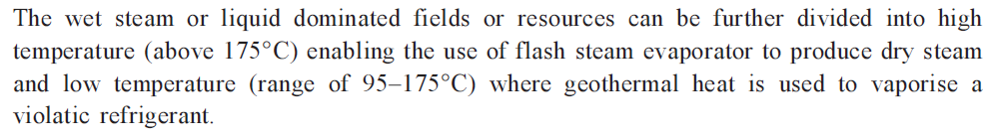 The wet steam or liquid dominated fields or resources can be further divided into high
temperature (above 175°C) enabling the use of flash steam evaporator to produce dry steam
and low temperature (range of 95–175°C) where geothermal heat is used to vaporise a
violatic refrigerant.